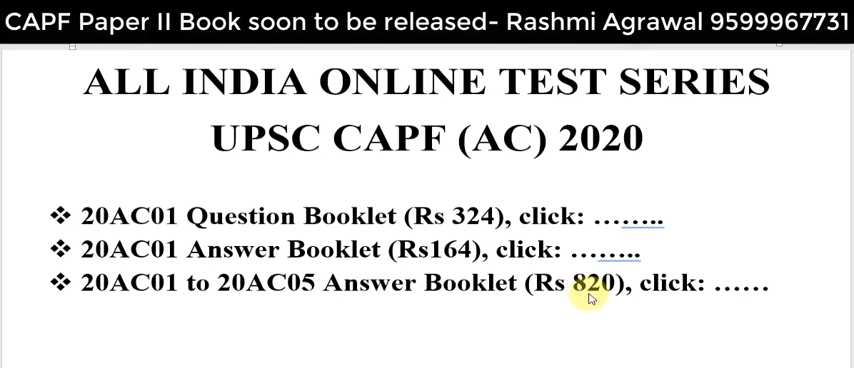 CAPF Paper II Book soon to be released- Rashmi Agrawal 9599967731
ALL INDIA ONLINE TEST SERIES
UPSC CAPF (AC) 2020
❖ 20AC01 Question Booklet (Rs 324), click: ……..
❖ 20AC01 Answer Booklet (Rs164), click: ……..
❖ 20AC01 to 20AC05 Answer Booklet (Rs 820), click: ……